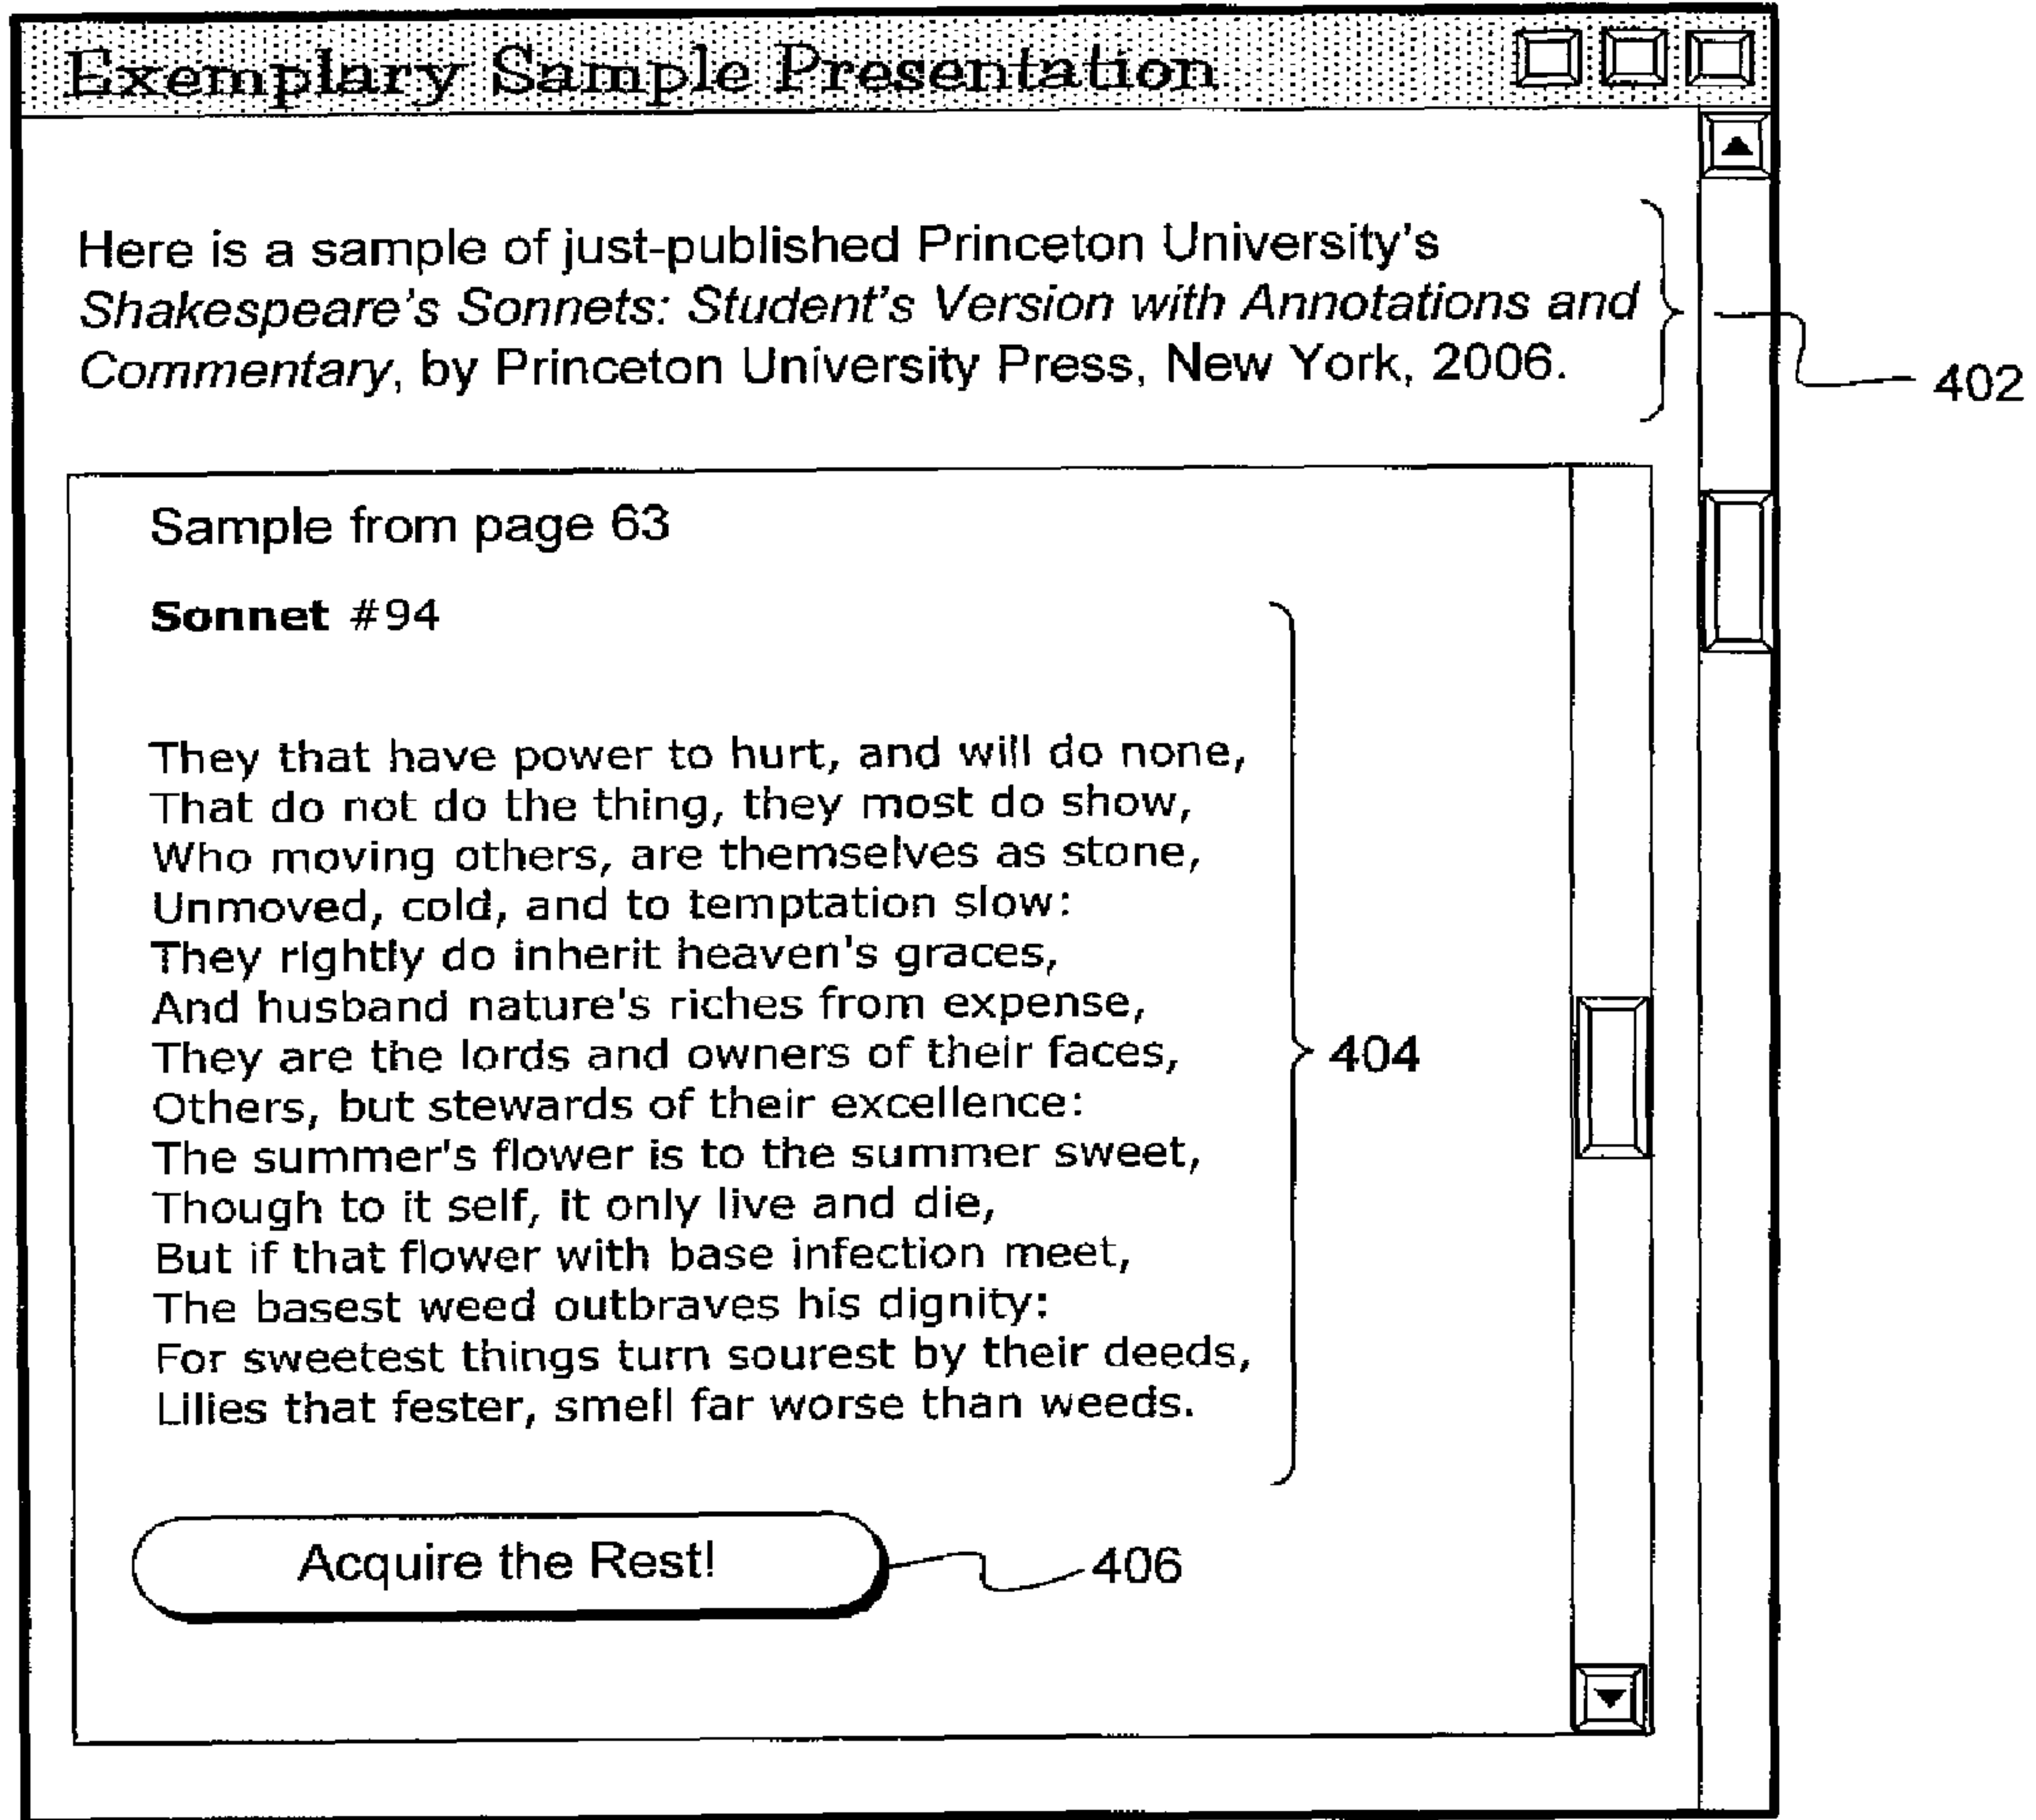 Exemplary Sample Presentation
Here is a sample of just-published Princeton University's
Shakespeare's Sonnets: Student's Version with Annotations and
Commentary, by Princeton University Press, New York, 2006.
402
Sample from page 63
Sonnet #94
They that have power to hurt, and will do none,
That do not do the thing, they most do show,
Who moving others, are themselves as stone,
Unmoved, cold, and to temptation slow:
They rightly do inherit heaven's graces,
And husband nature's riches from expense,
They are the lords and owners of their faces,
404
Others, but stewards of their excellence:
The summer's flower is to the summer sweet,
Though to it self, it only live and die,
But if that flower with base infection meet,
The basest weed outbraves his dignity:
For sweetest things turn sourest by their deeds,
Lilies that fester, smell far worse than weeds.
Acquire the Rest!
406